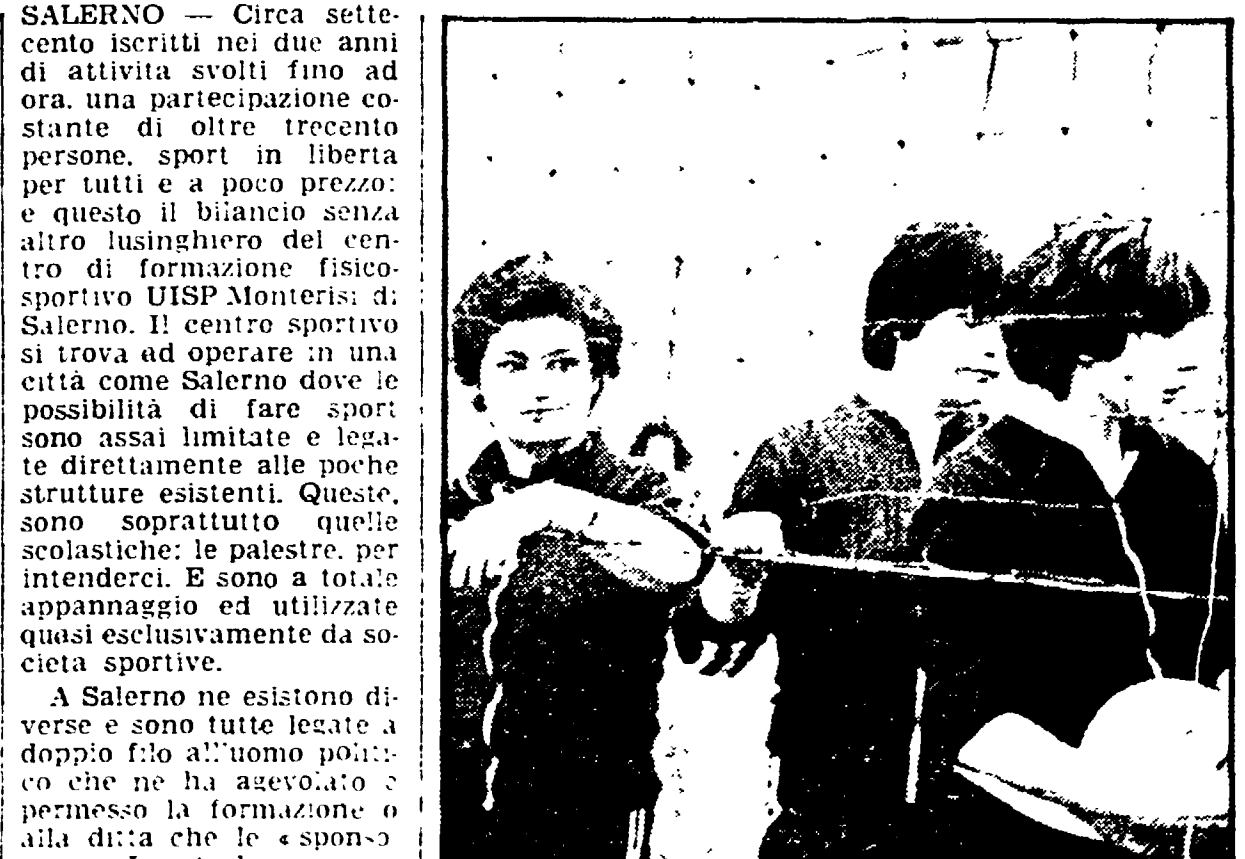 SALERNO — Circa sette-
cento iscritti nei due anni
di attivita svolti fino ad
ora. una partecipazione co-
stante di oltre trecento
persone. sport in liberta
per tutti e a poco prezzo:
e questo il bilancio senza
altro lusinghiero del cen-
tro di formazione fisico-
sportivo UISP Monterisi di
Salerno. Il centro sportivo
si trova ad operare in una
città come Salerno dove le
possibilità di fare sport
sono assai limitate e lega-
te direttamente alle poche
strutture esistenti. Queste,
sono soprattutto quelle
scolastiche: le palestre. per
intenderci. E sono a totale
appannaggio ed utilizzate
quasi esclusivamente da so-
cieta sportive.
A Salerno ne esistono di-
verse e sono tutte legate a
doppio filo all'uomo politi-
co che ne ha agevolato e
permesso la formazione o
alla ditta che le « sponso